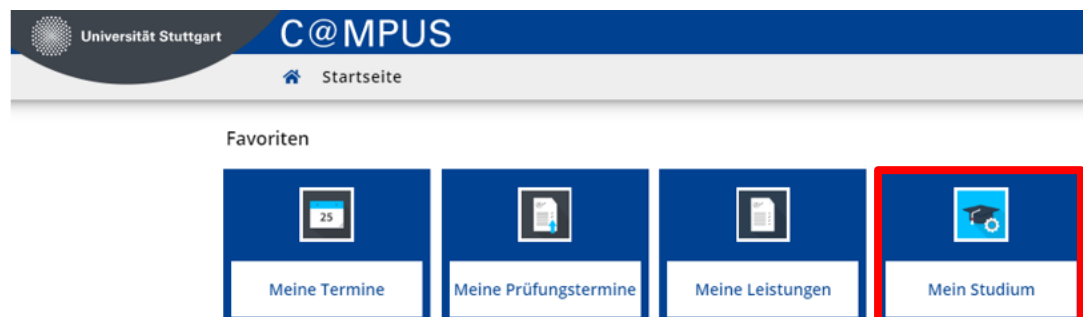 Universität Stuttgart
C@MPUS
Startseite
Favoriten
25
Meine Termine
Meine Prüfungstermine
Meine Leistungen
Mein Studium